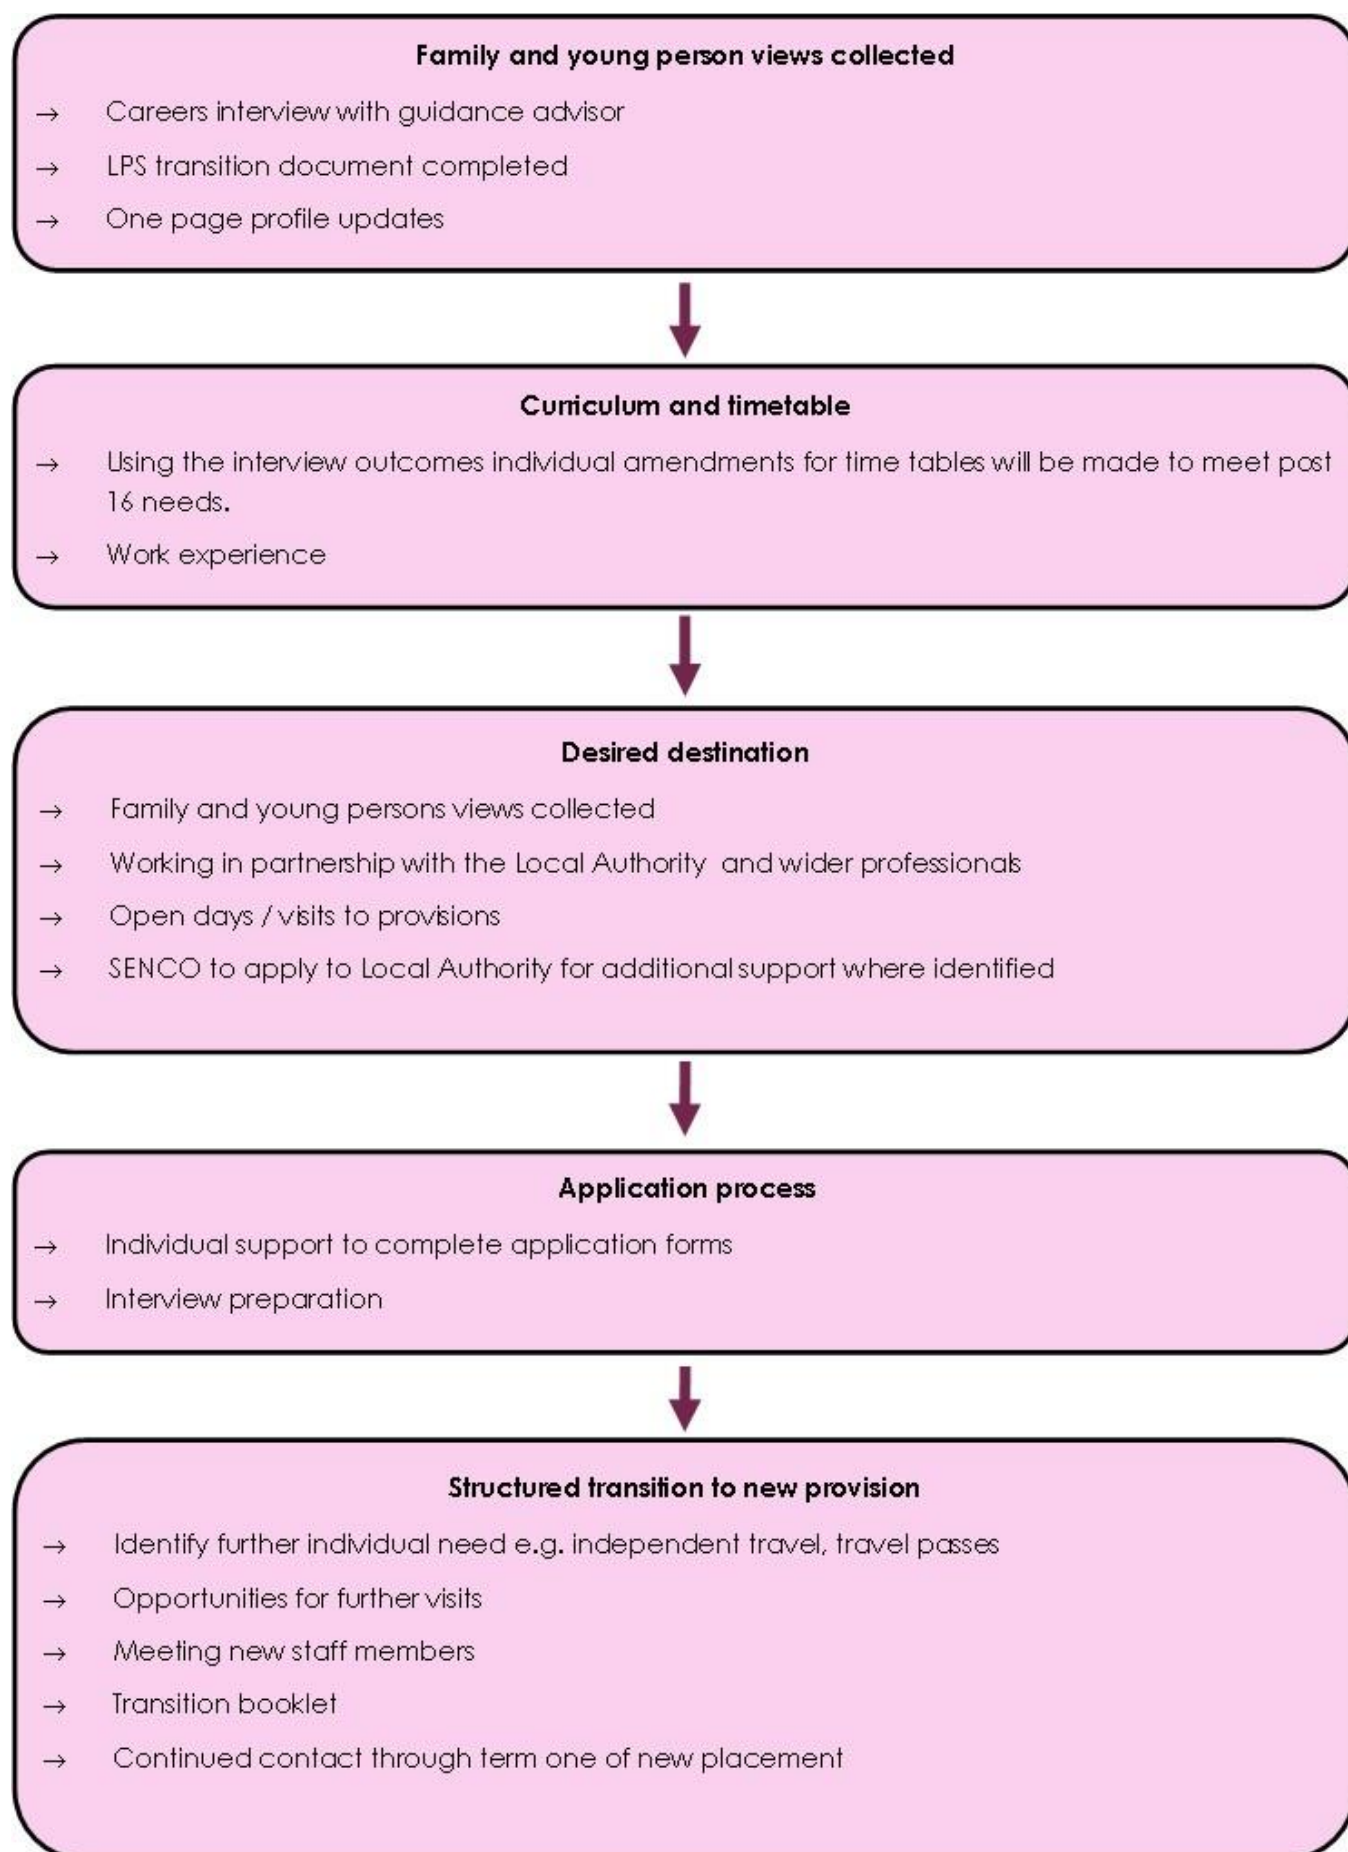 Family and young person views collected
→ Careers interview with guidance advisor
→ LPS transition document completed
→ One page profile updates
Curriculum and timetable
→ Using the interview outcomes individual amendments for time tables will be made to meet post
16 needs.
→ Work experience
Desired destination
→ Family and young persons views collected
→ Working in partnership with the Local Authority and wider professionals
→ Open days / visits to provisions
→ SENCO to apply to Local Authority for additional support where identified
Application process
→ Individual support to complete application forms
→ Interview preparation
Structured transition to new provision
→ Identify further individual need e.g. independent travel, travel passes
→ Opportunities for further visits
→ Meeting new staff members
→ Transition booklet
→ Continued contact through term one of new placement